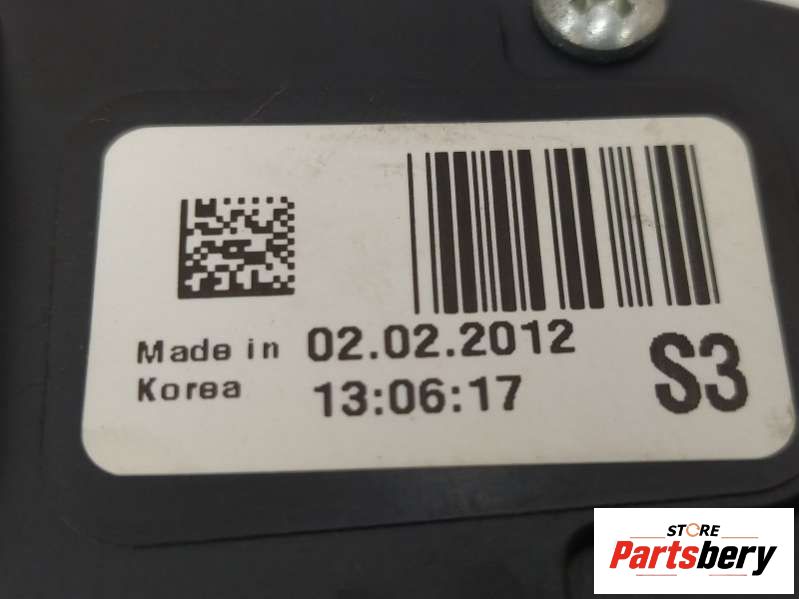 Made in 02.02.2012
Korea 13:06:17 S3
STORE
Partsbery